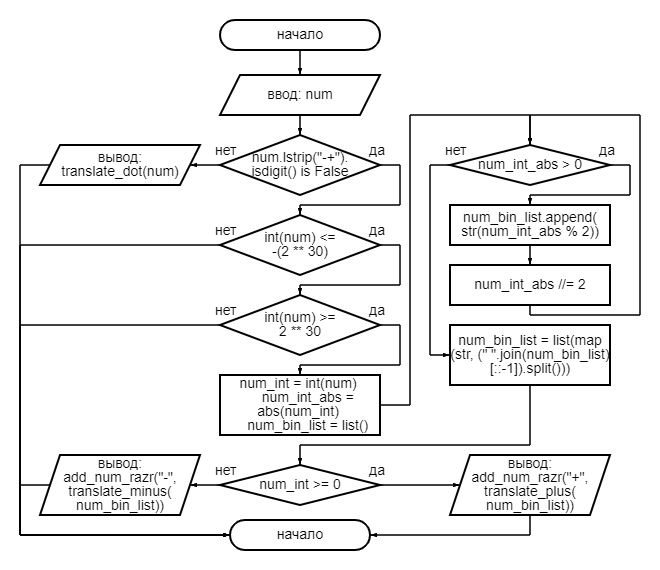 начало
ввод: num
нет
num.lstrip("-+").
isdigit() is False
да
вывод:
translate_dot(num)
нет
int(num) <=
-(2 ** 30)
да
нет
int(num) >=
2 ** 30
да
num_int = int(num)
num_int_abs =
abs(num_int)
num_bin_list = list()
нет
num_int_abs > 0
да
num_bin_list.append(
str(num_int_abs % 2))
num_int_abs //= 2
num_bin_list = list(map
(str, (" ".join(num_bin_list)
[::-1]).split()))
нет
num_int >= 0
да
вывод:
add_num_razr("-",
translate_minus(
num_bin_list))
вывод:
add_num_razr("+",
translate_plus(
num_bin_list))
начало